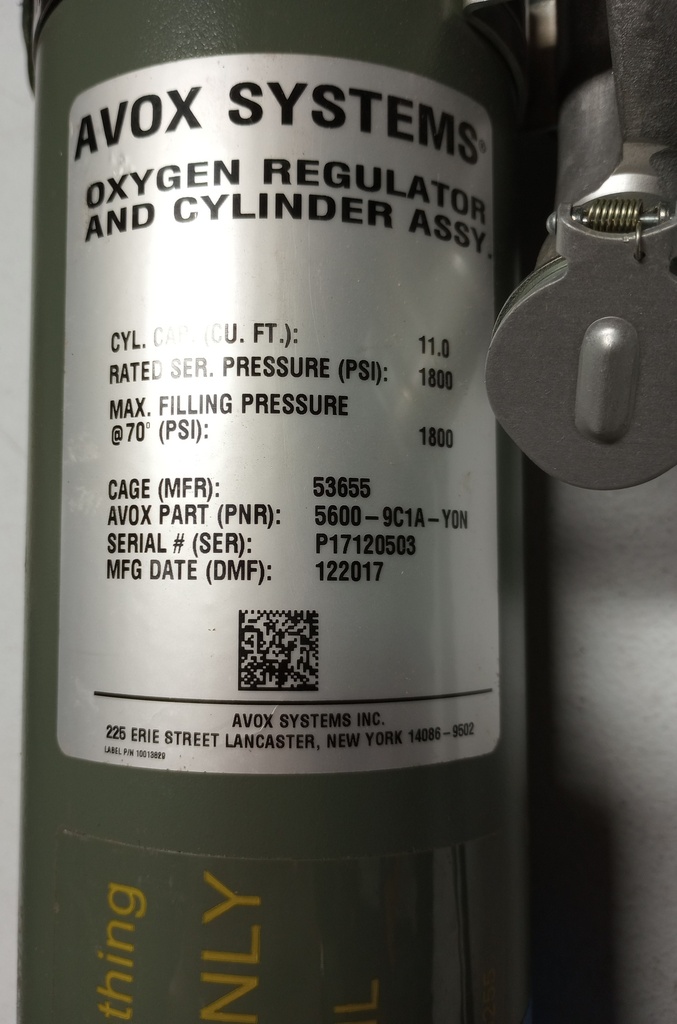 AVOX SYSTEMS®
OXYGEN REGULATOR
AND CYLINDER ASSY.
CYL. CAP. (CU. FT.): 11.0
RATED SER. PRESSURE (PSI): 1800
MAX. FILLING PRESSURE
@70° (PSI): 1800
CAGE (MFR): 53655
AVOX PART (PNR): 5600-9C1A-Y0N
SERIAL # (SER): P17120503
MFG DATE (DMF): 122017
AVOX SYSTEMS INC.
225 ERIE STREET LANCASTER, NEW YORK 14086-9502
LABEL P/N 10013829
thing
NLY